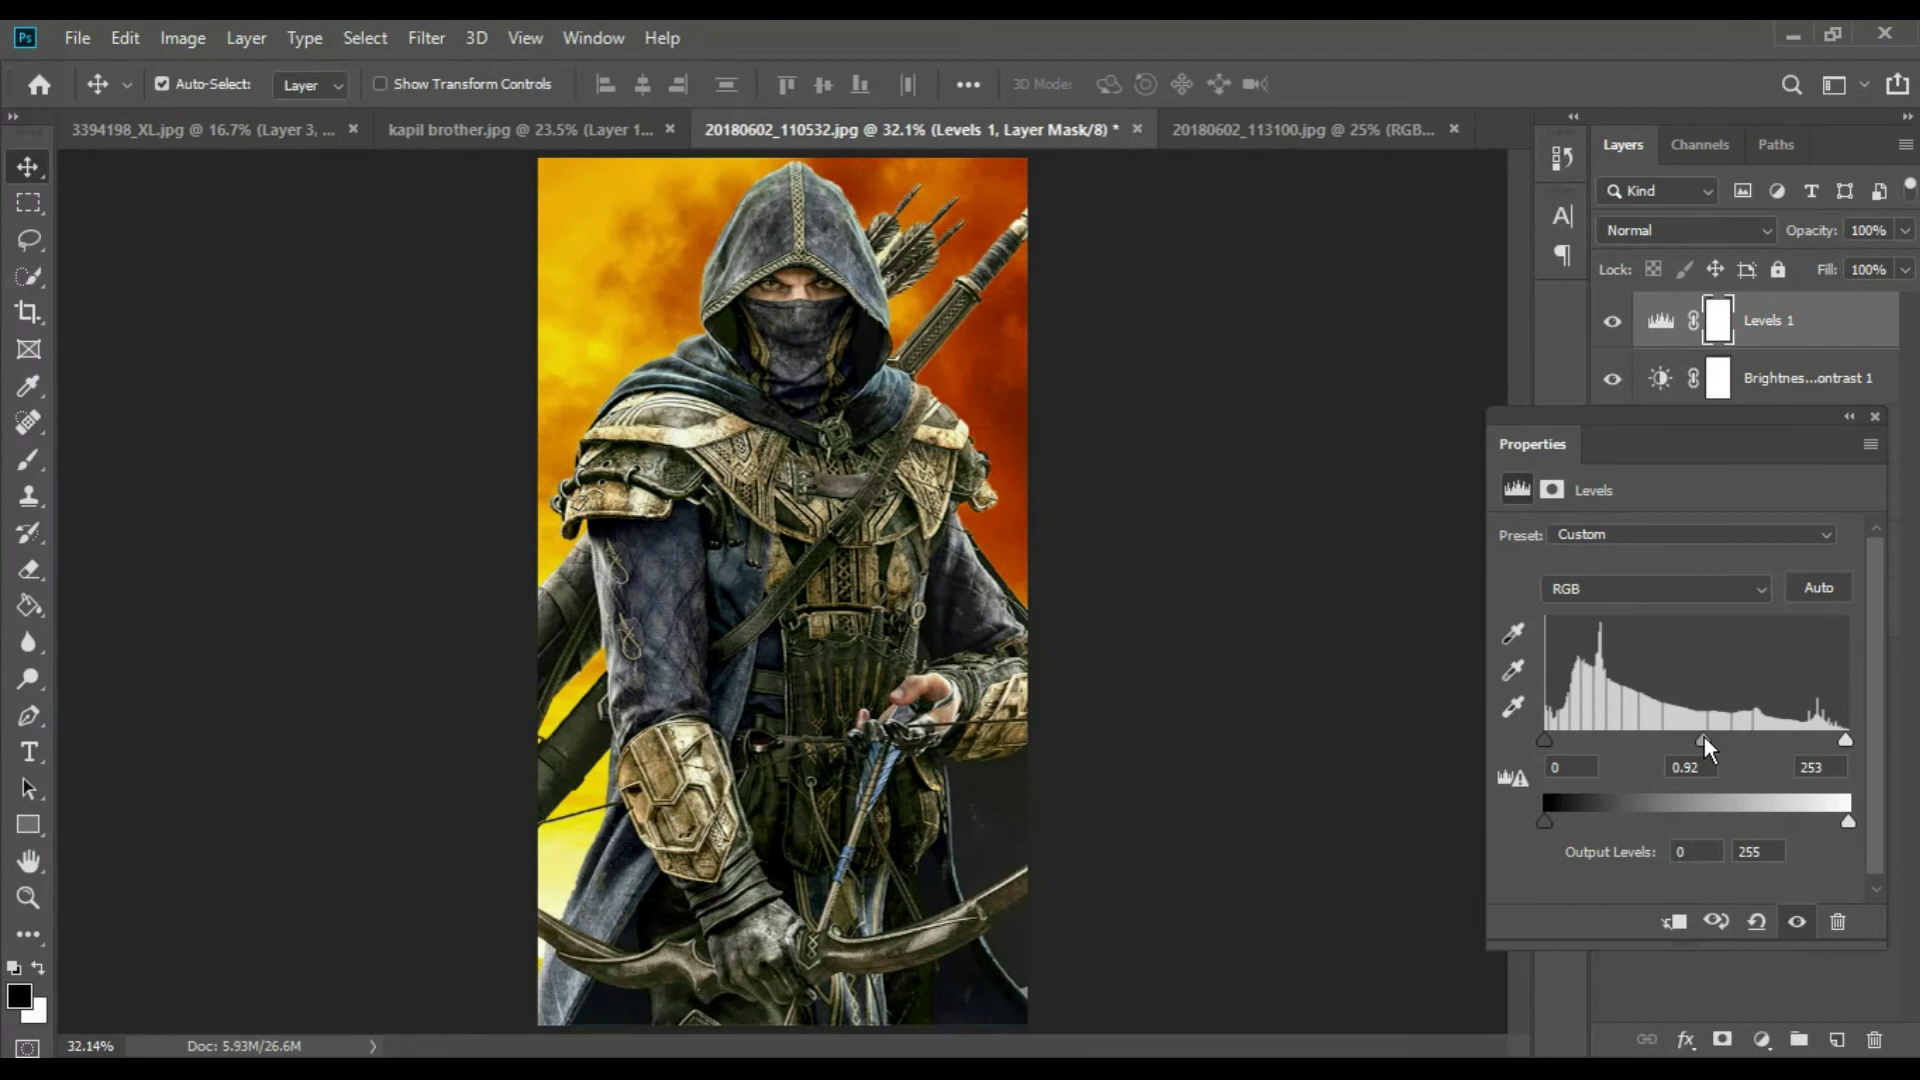 Ps File Edit Image Layer Type Select Filter 3D View Window Help
Auto-Select: Layer Show Transform Controls 3D Mode:
3394198_XL.jpg @ 16.7% (Layer 3, ... kapil brother.jpg @ 23.5% (Layer 1... 20180602_110532.jpg @ 32.1% (Levels 1, Layer Mask/8) * 20180602_113100.jpg @ 25% (RGB...
Layers Channels Paths
Kind
Normal Opacity: 100%
Lock: Fill: 100%
Levels 1
Brightnes...ontrast 1
Properties
Levels
Preset: Custom
RGB Auto
0 0.92 253
Output Levels: 0 255
32.14% Doc: 5.93M/26.6M